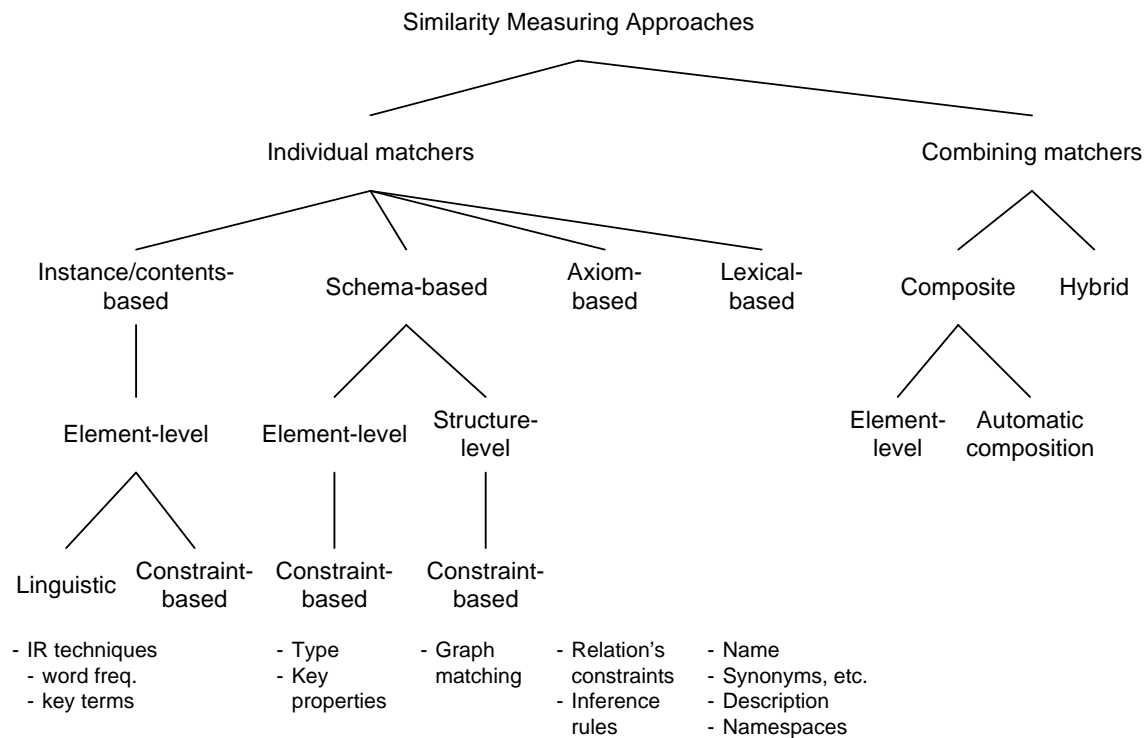 Similarity Measuring Approaches
Individual matchers
Combining matchers
Instance/contents-
based
Schema-based
Axiom-
based
Lexical-
based
Composite
Hybrid
Element-level
Element-level
Structure-
level
Element-
level
Automatic
composition
Linguistic
Constraint-
based
Constraint-
based
Constraint-
based
- IR techniques
- word freq.
- key terms
- Type
- Key
properties
- Graph
matching
- Relation's
constraints
- Inference
rules
- Name
- Synonyms, etc.
- Description
- Namespaces